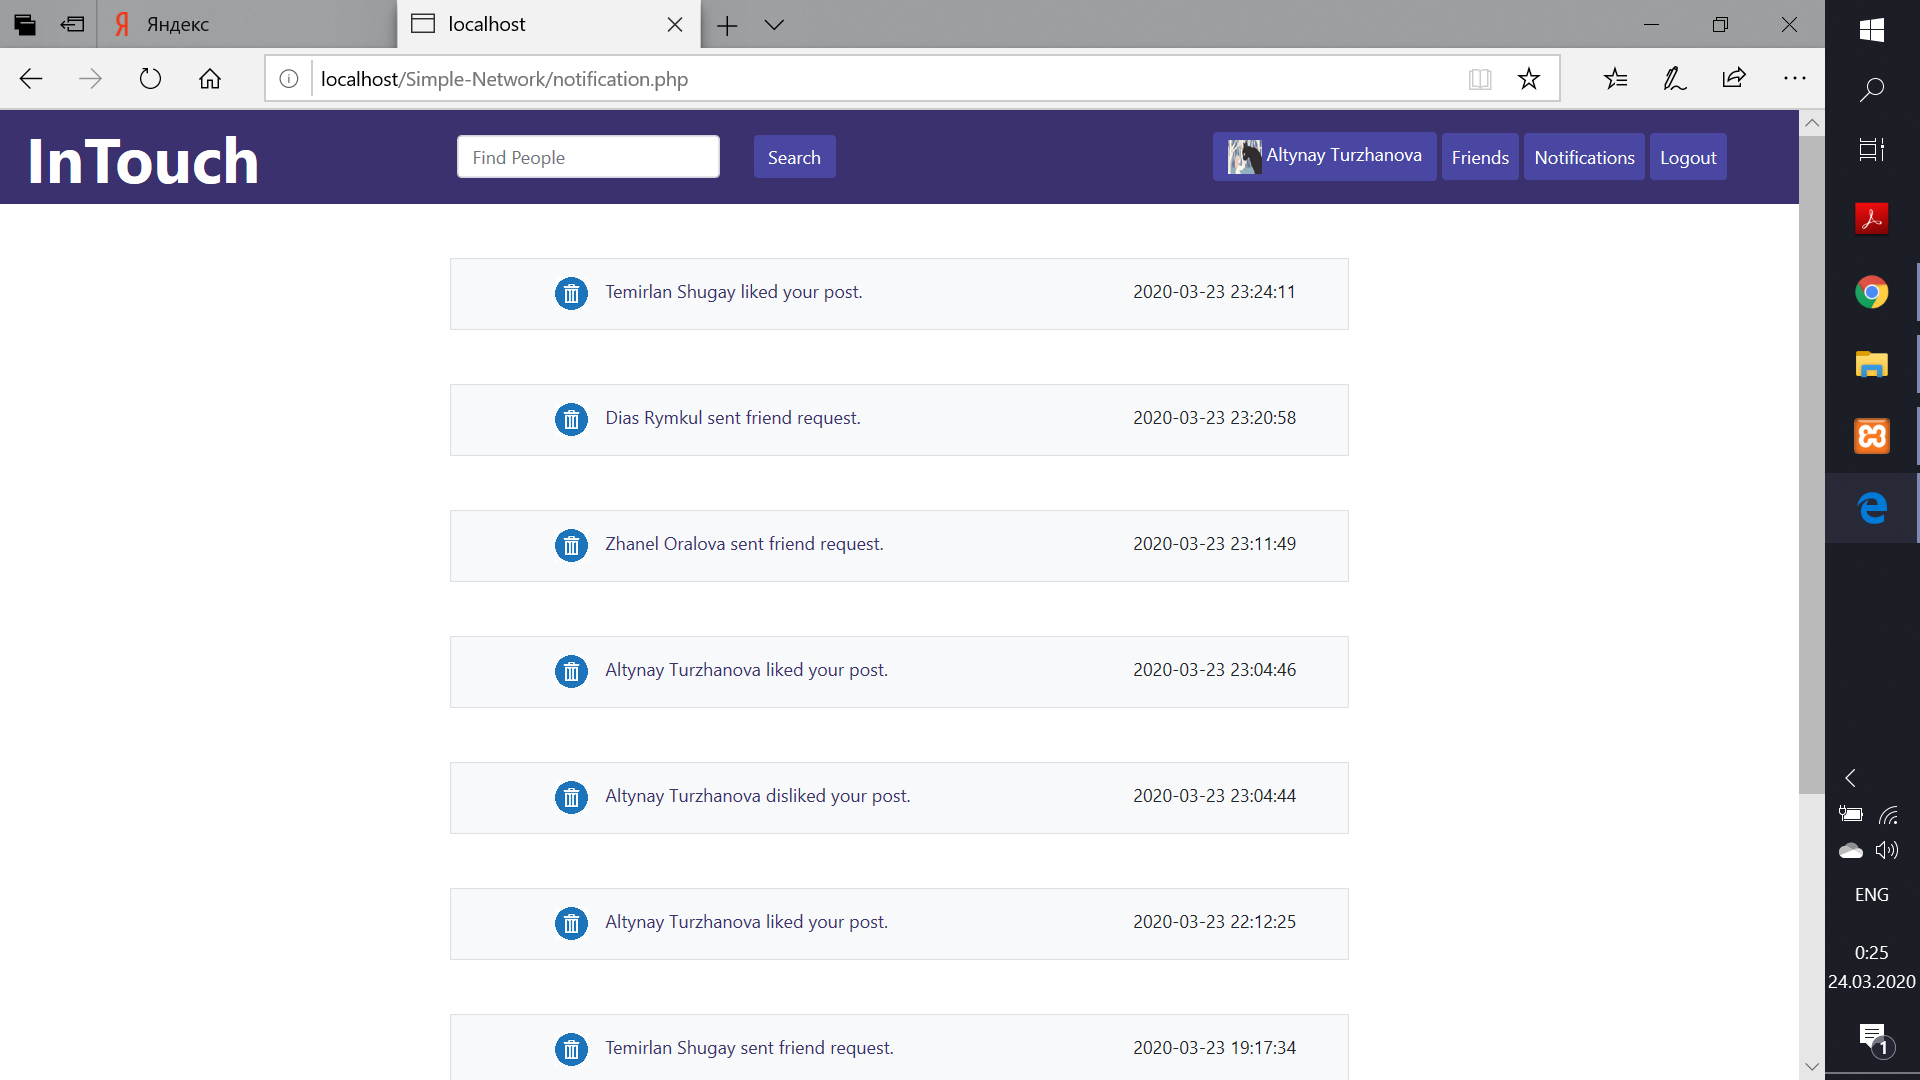 Яндекс
localhost
localhost/Simple-Network/notification.php
InTouch
Find People
Search
Altynay Turzhanova
Friends
Notifications
Logout
Temirlan Shugay liked your post. 2020-03-23 23:24:11
Dias Rymkul sent friend request. 2020-03-23 23:20:58
Zhanel Oralova sent friend request. 2020-03-23 23:11:49
Altynay Turzhanova liked your post. 2020-03-23 23:04:46
Altynay Turzhanova disliked your post. 2020-03-23 23:04:44
Altynay Turzhanova liked your post. 2020-03-23 22:12:25
Temirlan Shugay sent friend request. 2020-03-23 19:17:34
ENG
0:25
24.03.2020
1